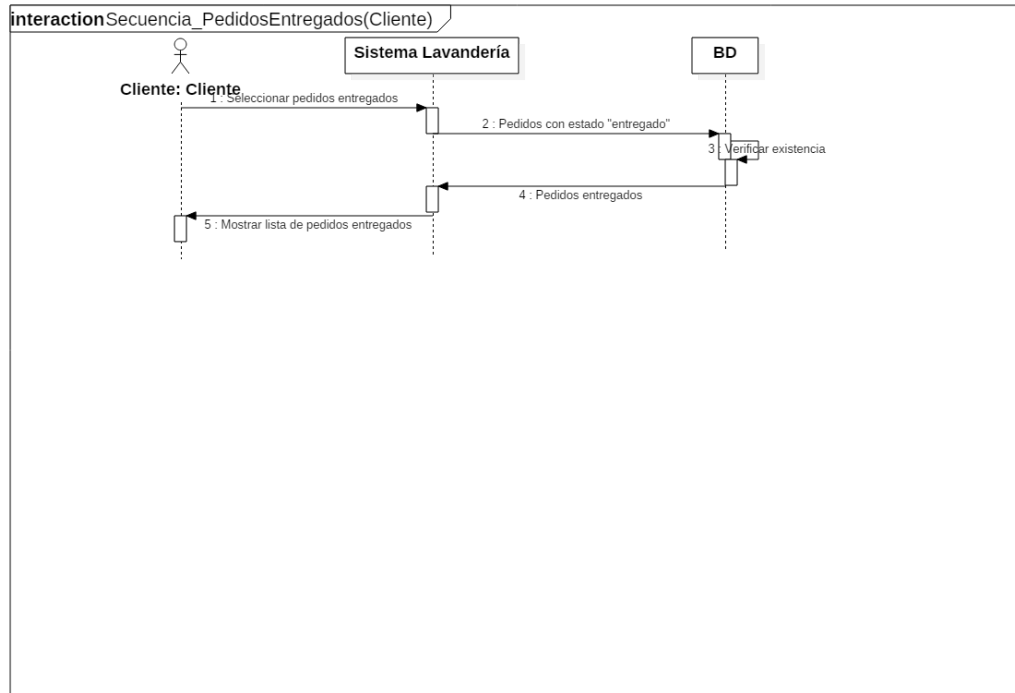 interaction Secuencia_PedidosEntregados(Cliente)
Sistema Lavandería
BD
Cliente: Cliente
1 : Seleccionar pedidos entregados
2 : Pedidos con estado "entregado"
3 : Verificar existencia
4 : Pedidos entregados
5 : Mostrar lista de pedidos entregados